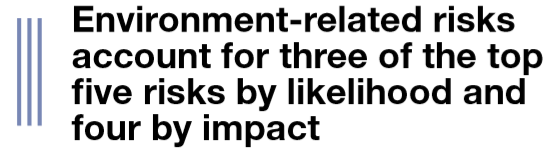 Environment-related risks
account for three of the top
five risks by likelihood and
four by impact